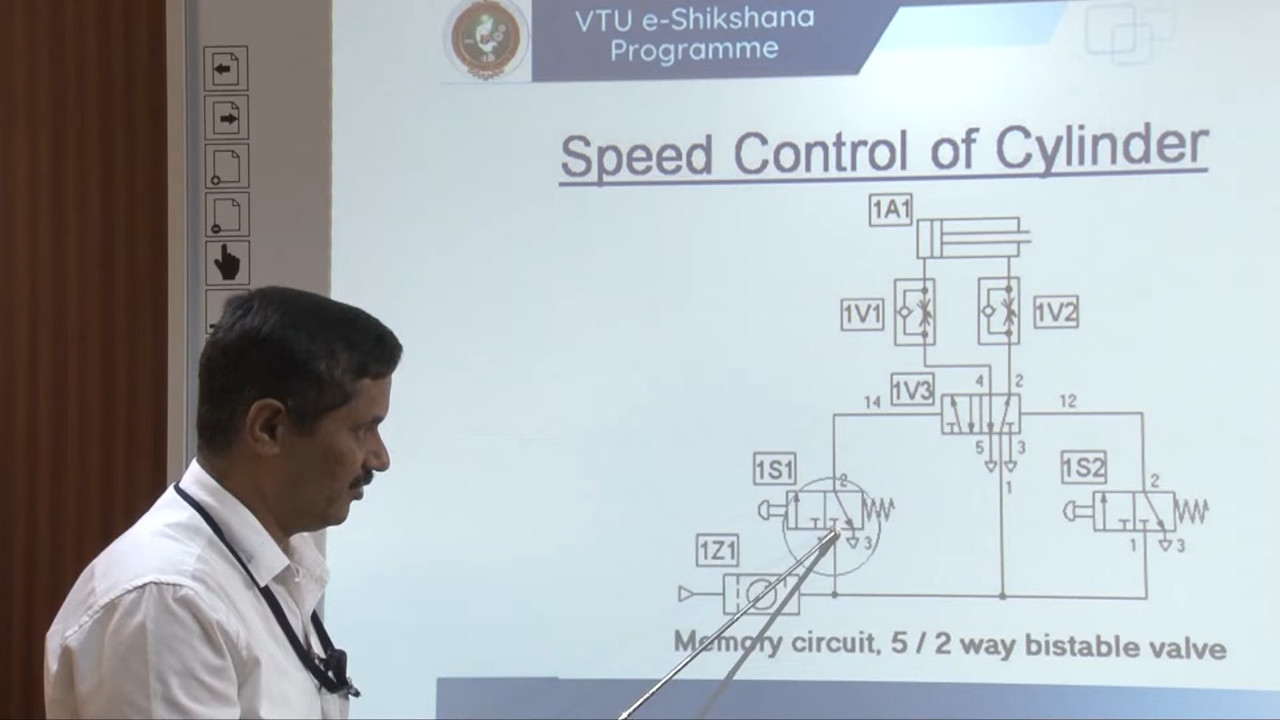 VTU e-Shikshana
Programme
Speed Control of Cylinder
1A1
1V1
1V2
1V3
4
2
14
12
5
3
1
1S1
2
3
1S2
2
1
3
1Z1
Memory circuit, 5 / 2 way bistable valve